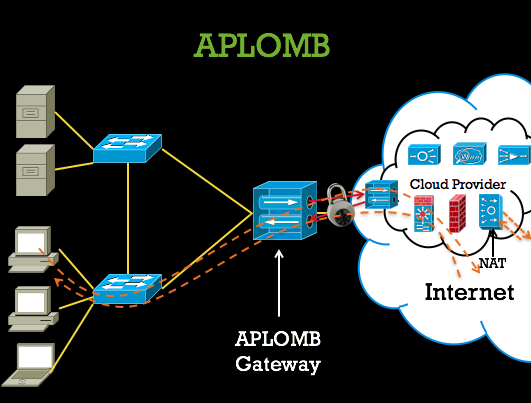 APLOMB
Cloud Provider
NAT
Internet
APLOMB
Gateway